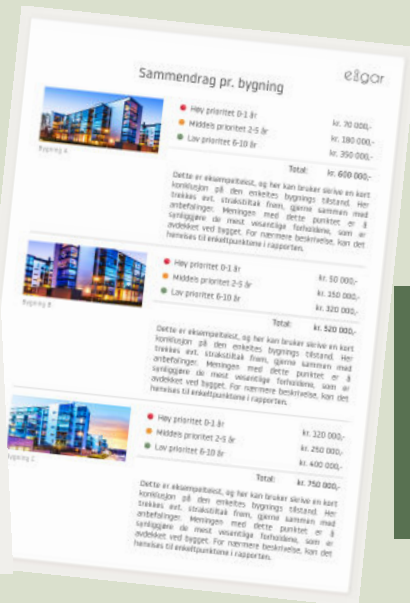 Sammendrag pr. bygning
Høy prioritet 0-1 år kr. 70 000,-
Middels prioritet 2-5 år kr. 180 000,-
Lav prioritet 6-10 år kr. 350 000,-
Total: kr. 600 000,-
Bygning A
Dette er eksempeltekst, og her kan bruker skrive en kort
konklusjon på den enkeltes bygnings tilstand. Her
trekkes evt. strakstiltak frem, gjerne sammen med
anbefalinger. Meningen med dette punktet er å
synliggjøre de mest vesentlige forholdene, som er
avdekket ved bygget. For nærmere beskrivelse, kan det
henvises til enkeltpunktene i rapporten.
Høy prioritet 0-1 år kr. 50 000,-
Middels prioritet 2-5 år kr. 150 000,-
Lav prioritet 6-10 år kr. 320 000,-
Total: kr. 520 000,-
Bygning B
Dette er eksempeltekst, og her kan bruker skrive en kort
konklusjon på den enkeltes bygnings tilstand. Her
trekkes evt. strakstiltak frem, gjerne sammen med
anbefalinger. Meningen med dette punktet er å
synliggjøre de mest vesentlige forholdene, som er
avdekket ved bygget. For nærmere beskrivelse, kan det
henvises til enkeltpunktene i rapporten.
Høy prioritet 0-1 år kr. 120 000,-
Middels prioritet 2-5 år kr. 250 000,-
Lav prioritet 6-10 år kr. 400 000,-
Total: kr. 750 000,-
Bygning C
Dette er eksempeltekst, og her kan bruker skrive en kort
konklusjon på den enkeltes bygnings tilstand. Her
trekkes evt. strakstiltak frem, gjerne sammen med
anbefalinger. Meningen med dette punktet er å
synliggjøre de mest vesentlige forholdene, som er
avdekket ved bygget. For nærmere beskrivelse, kan det
henvises til enkeltpunktene i rapporten.